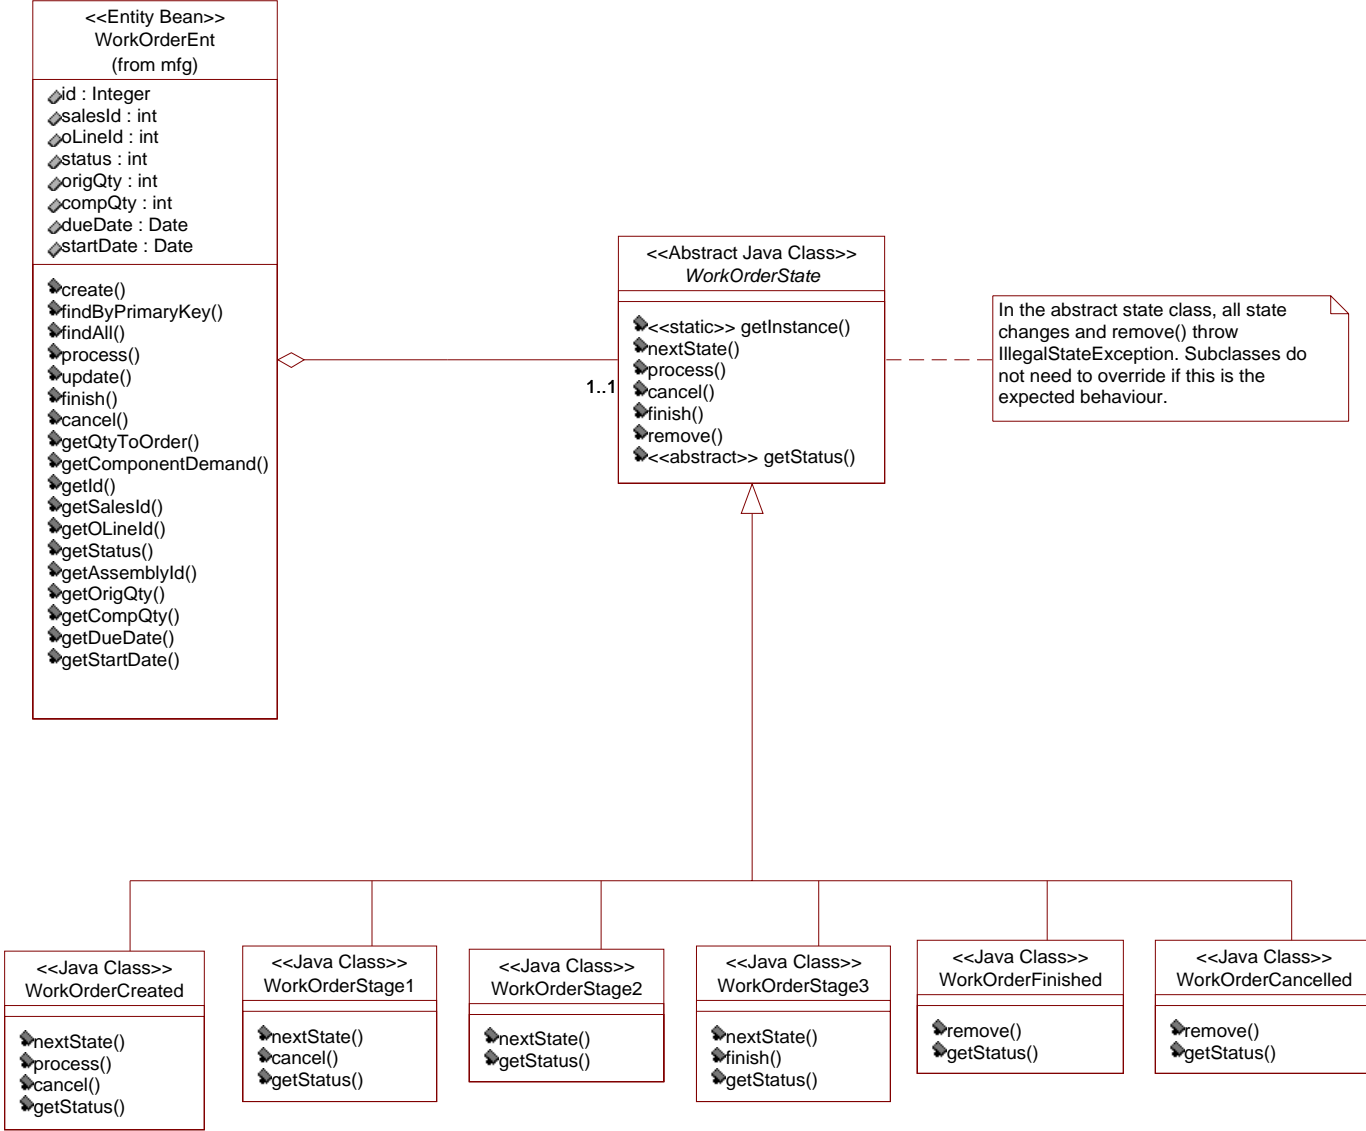 <<Entity Bean>>
WorkOrderEnt
(from mfg)
id : Integer
salesId : int
oLineId : int
status : int
origQty : int
compQty : int
dueDate : Date
startDate : Date
create()
findByPrimaryKey()
findAll()
process()
update()
finish()
cancel()
getQtyToOrder()
getComponentDemand()
getId()
getSalesId()
getOLineId()
getStatus()
getAssemblyId()
getOrigQty()
getCompQty()
getDueDate()
getStartDate()
1..1
<<Abstract Java Class>>
WorkOrderState
<<static>> getInstance()
nextState()
process()
cancel()
finish()
remove()
<<abstract>> getStatus()
In the abstract state class, all state
changes and remove() throw
IllegalStateException. Subclasses do
not need to override if this is the
expected behaviour.
<<Java Class>>
WorkOrderCreated
nextState()
process()
cancel()
getStatus()
<<Java Class>>
WorkOrderStage1
nextState()
cancel()
getStatus()
<<Java Class>>
WorkOrderStage2
nextState()
getStatus()
<<Java Class>>
WorkOrderStage3
nextState()
finish()
getStatus()
<<Java Class>>
WorkOrderFinished
remove()
getStatus()
<<Java Class>>
WorkOrderCancelled
remove()
getStatus()